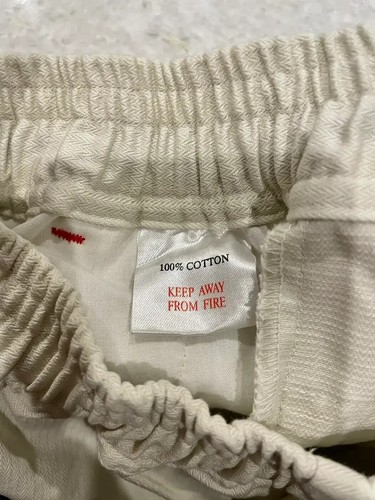 100% COTTON
KEEP AWAY
FROM FIRE